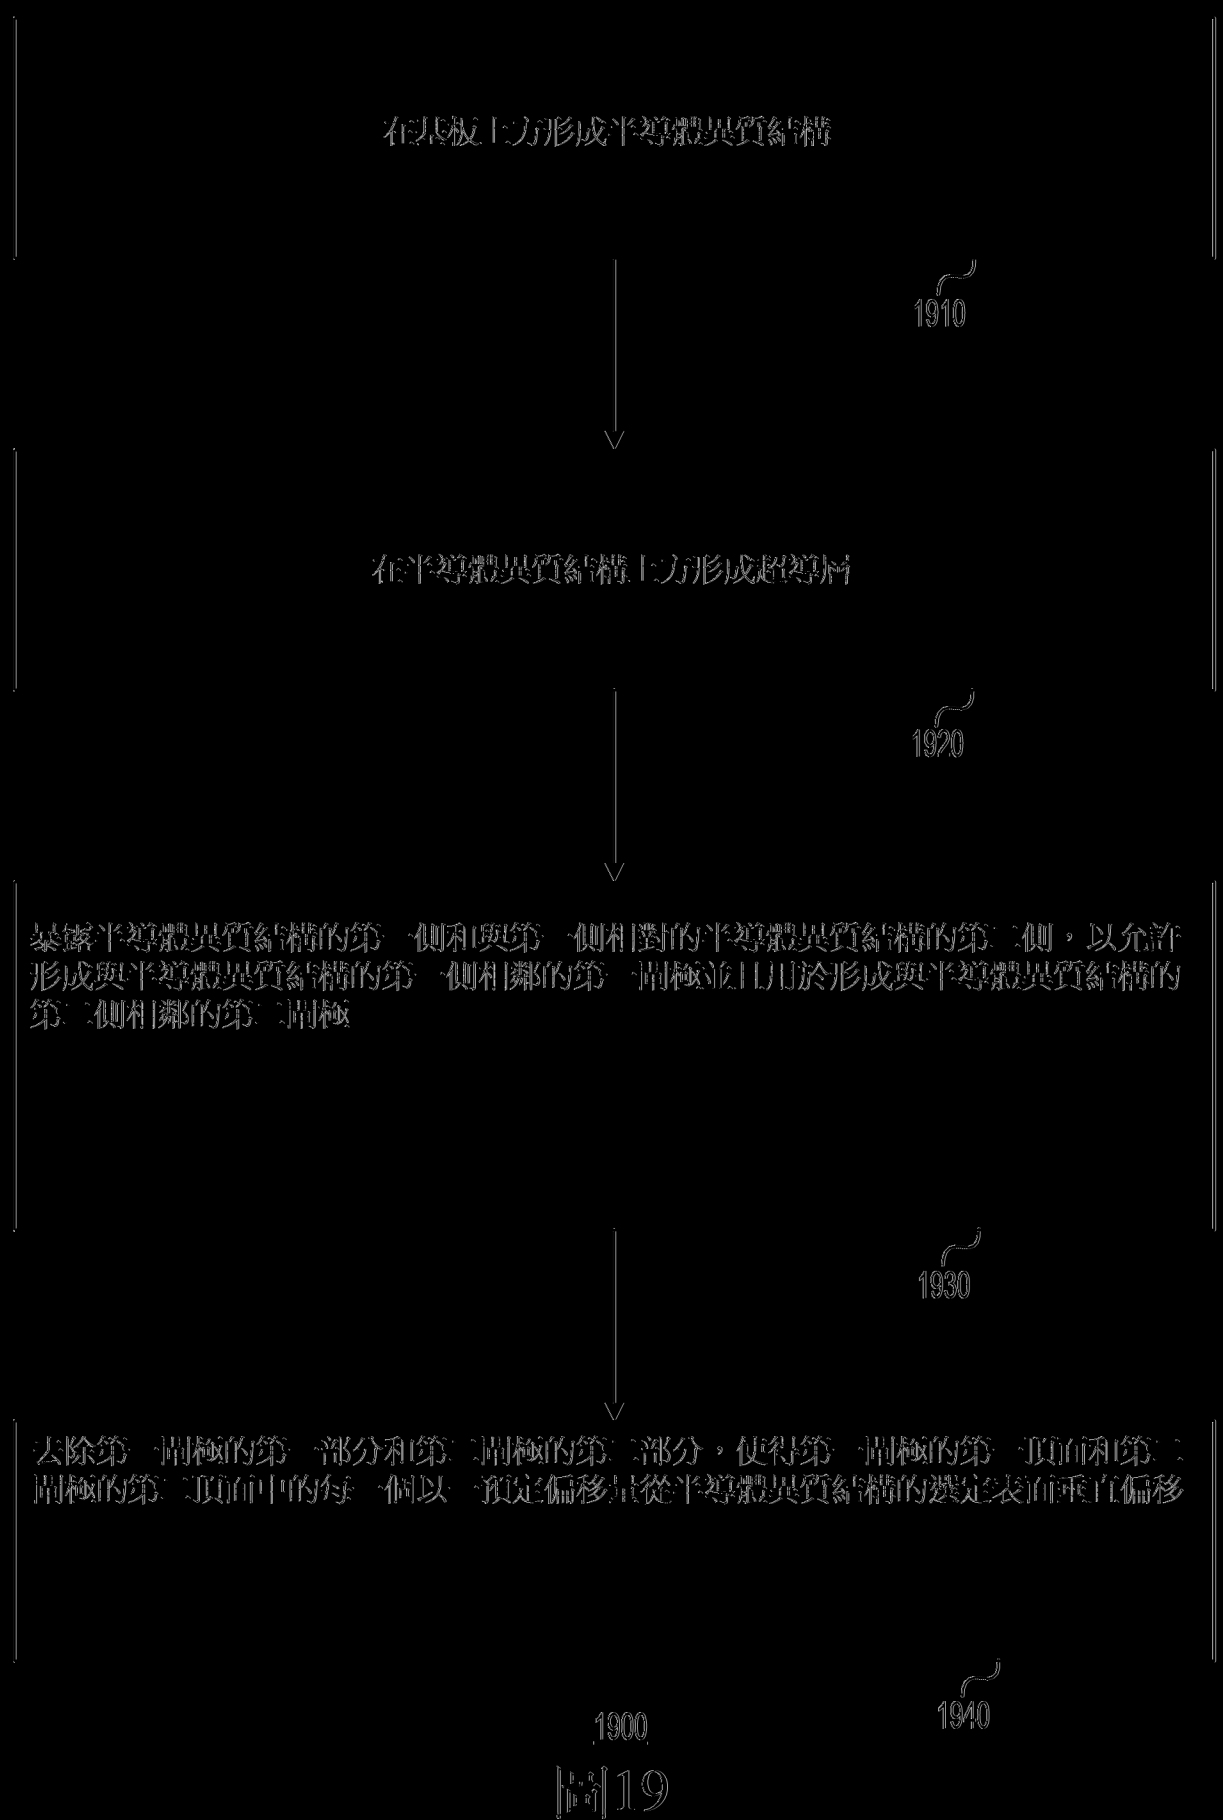 在基板上方形成半導體異質結構
1910
在半導體異質結構上方形成超導層
1920
暴露半導體異質結構的第一側和與第一側相對的半導體異質結構的第二側，以允許
形成與半導體異質結構的第一側相鄰的第一閘極並且用於形成與半導體異質結構的
第二側相鄰的第二閘極
1930
去除第一閘極的第一部分和第二閘極的第二部分，使得第一閘極的第一頂面和第二
閘極的第二頂面中的每一個以一預定偏移量從半導體異質結構的選定表面垂直偏移
1940
1900
圖19